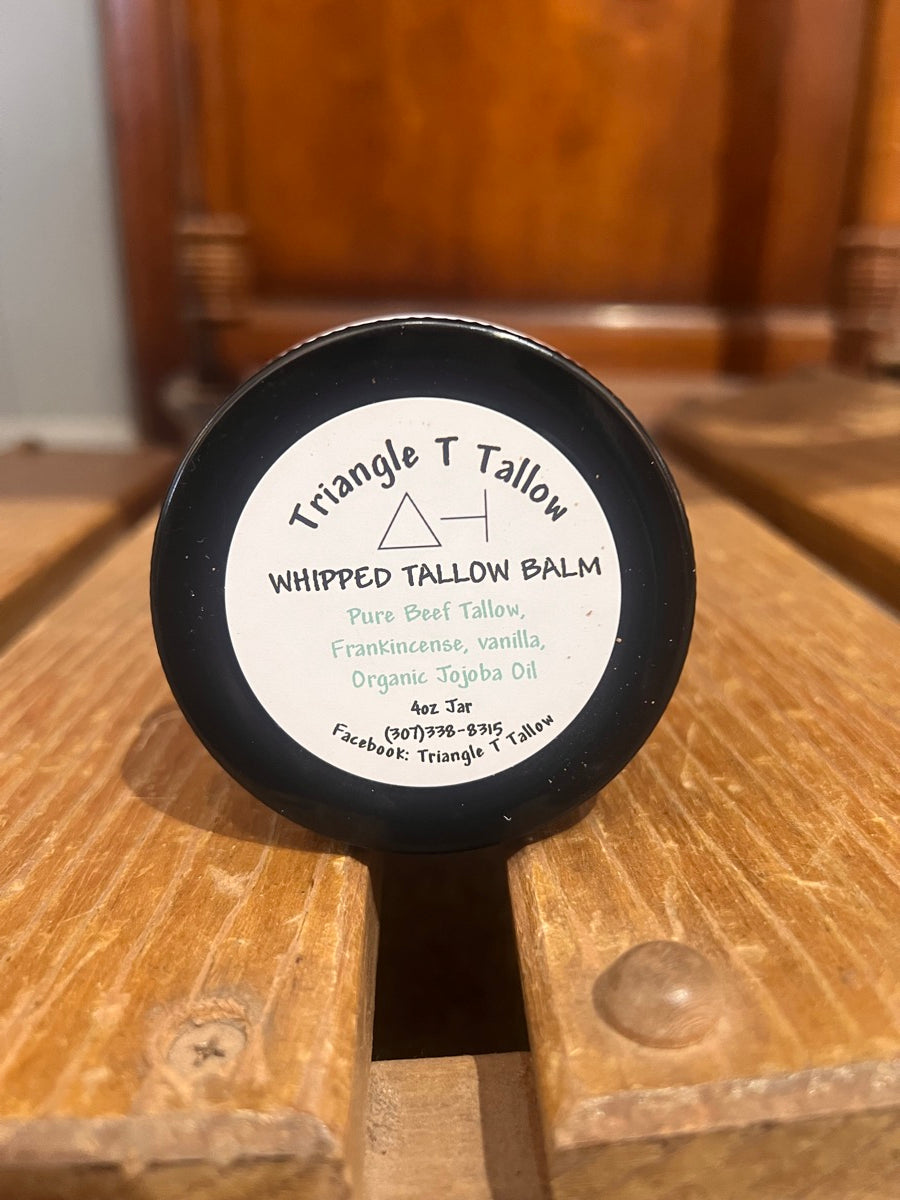 Triangle T Tallow
WHIPPED TALLOW BALM
Pure Beef Tallow,
Frankincense, vanilla,
Organic Jojoba Oil
4oz Jar
(307)338-8315
Facebook: Triangle T Tallow